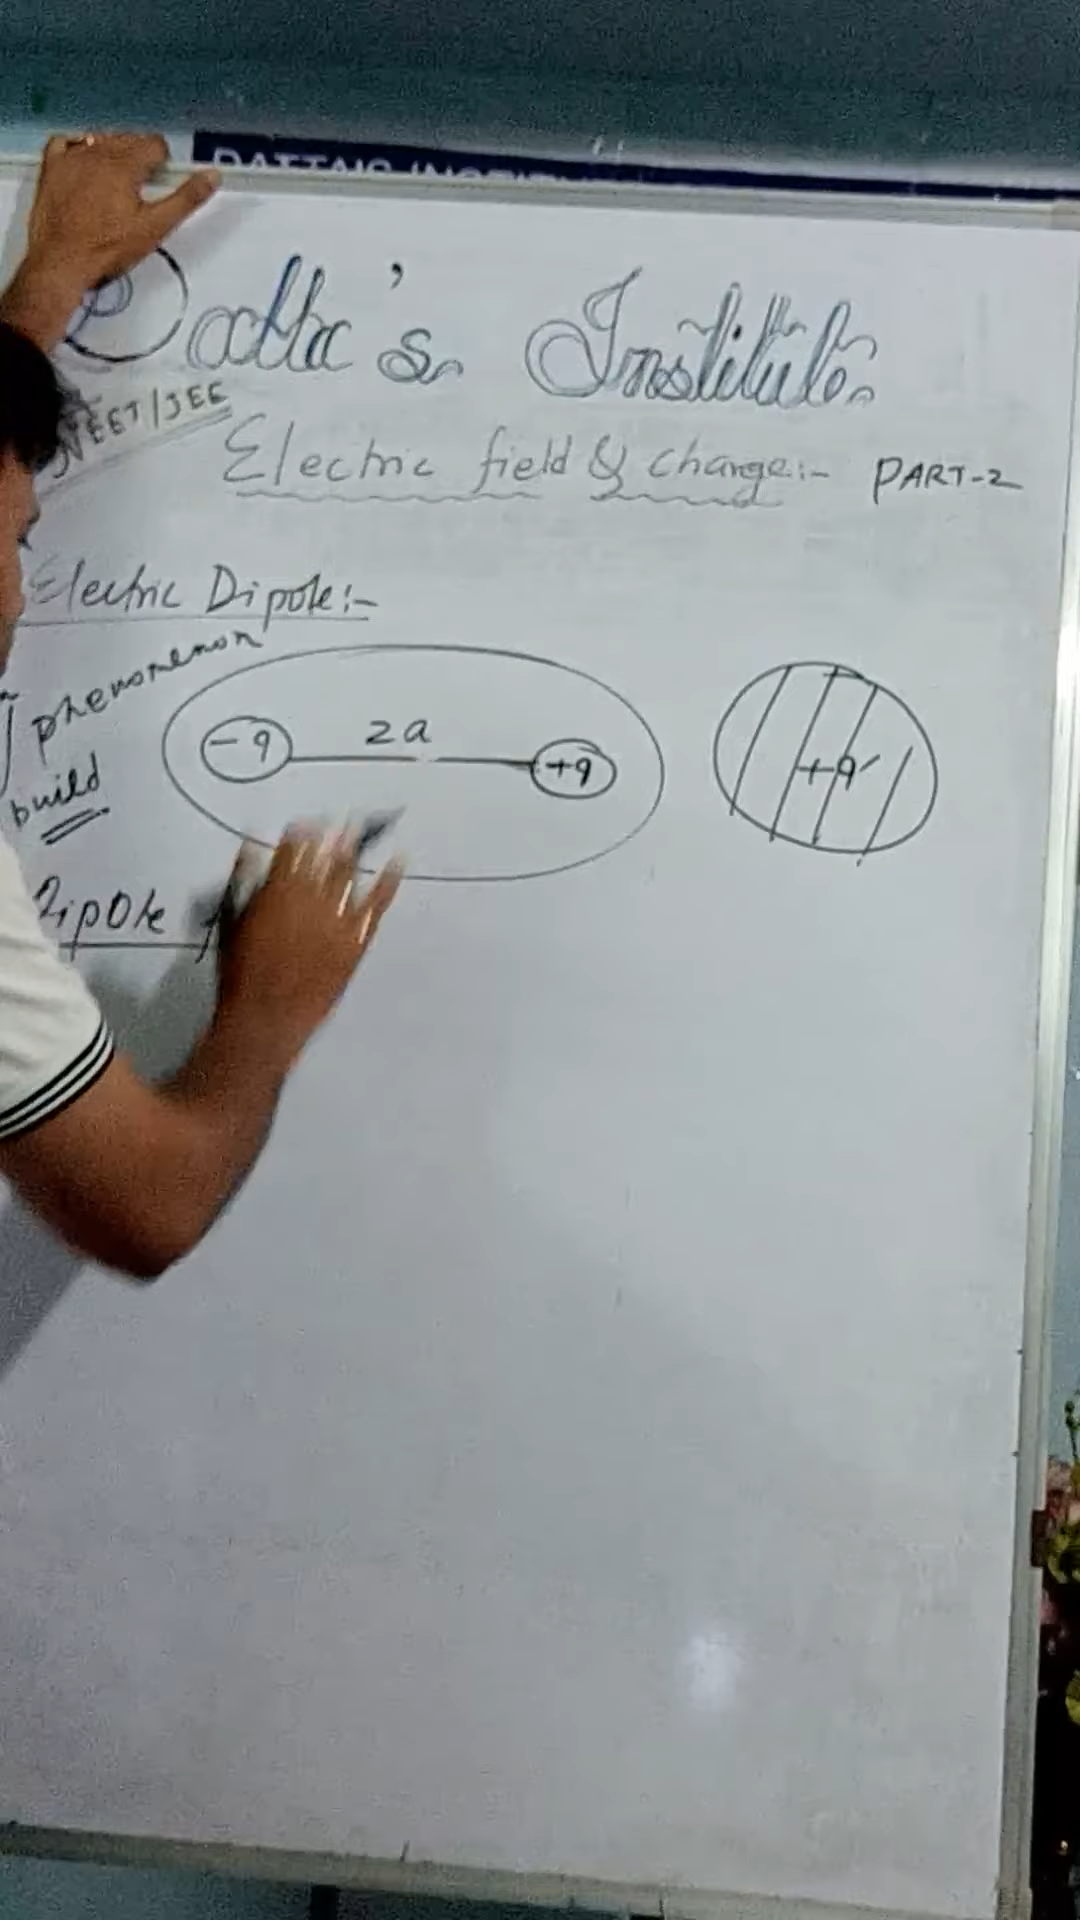 Datta's Institute
NEET/JEE
Electric field & charge:- PART-2
Electric Dipole:-
phenomenon
build
-q 2a +q
+q
Dipole